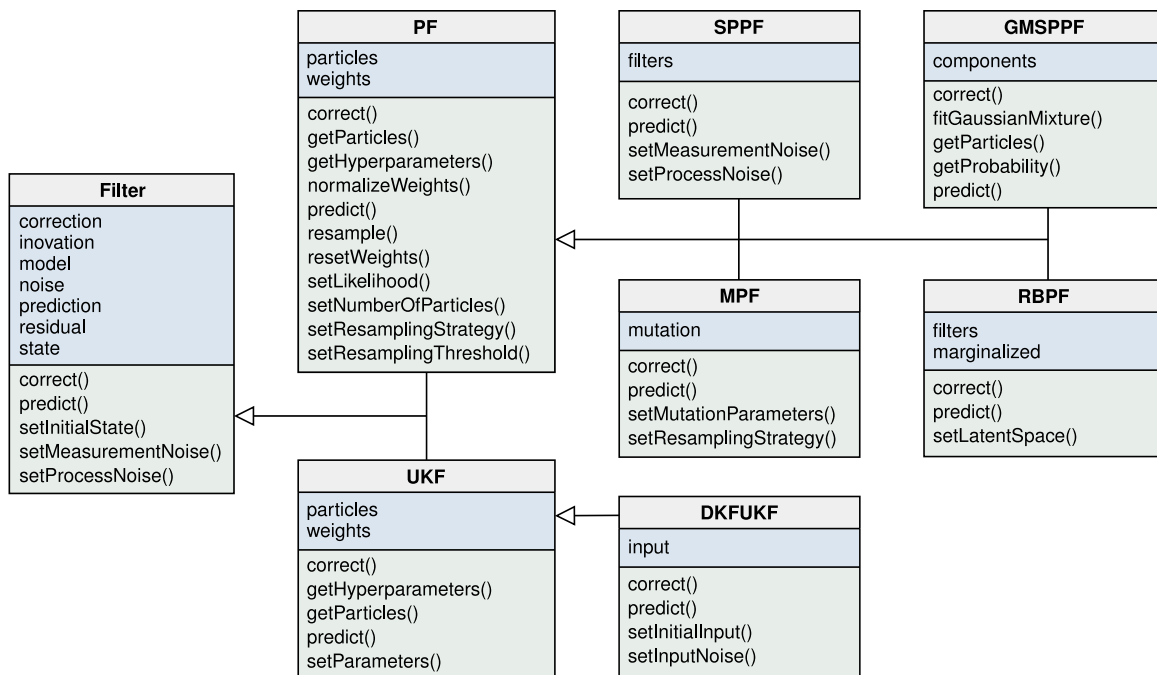 PF
particles
weights
correct()
getParticles()
getHyperparameters()
normalizeWeights()
predict()
resample()
resetWeights()
setLikelihood()
setNumberOfParticles()
setResamplingStrategy()
setResamplingThreshold()
SPPF
filters
correct()
predict()
setMeasurementNoise()
setProcessNoise()
GMSPPF
components
correct()
fitGaussianMixture()
getParticles()
getProbability()
predict()
Filter
correction
inovation
model
noise
prediction
residual
state
correct()
predict()
setInitialState()
setMeasurementNoise()
setProcessNoise()
MPF
mutation
correct()
predict()
setMutationParameters()
setResamplingStrategy()
RBPF
filters
marginalized
correct()
predict()
setLatentSpace()
UKF
particles
weights
correct()
getHyperparameters()
getParticles()
predict()
setParameters()
DKFUKF
input
correct()
predict()
setInitialInput()
setInputNoise()